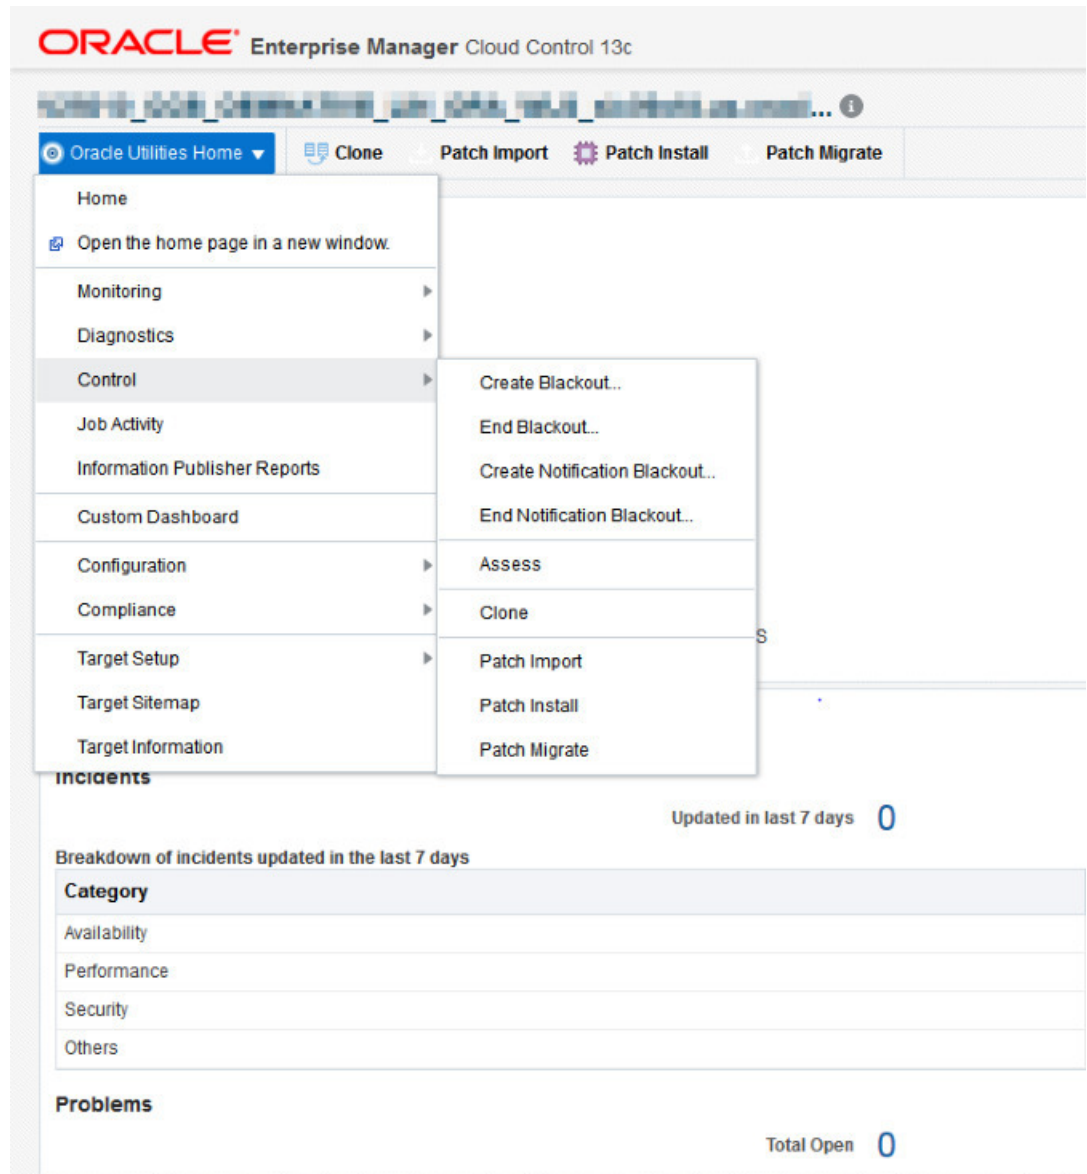 ORACLE Enterprise Manager Cloud Control 13c
...
Oracle Utilities Home Clone Patch Import Patch Install Patch Migrate
Home
Open the home page in a new window.
Monitoring
Diagnostics
Control
Job Activity
Information Publisher Reports
Custom Dashboard
Configuration
Compliance
Target Setup
Target Sitemap
Target Information
Create Blackout...
End Blackout...
Create Notification Blackout...
End Notification Blackout...
Assess
Clone
Patch Import
Patch Install
Patch Migrate
S
Incidents
Updated in last 7 days 0
Breakdown of incidents updated in the last 7 days
Category
Availability
Performance
Security
Others
Problems
Total Open 0